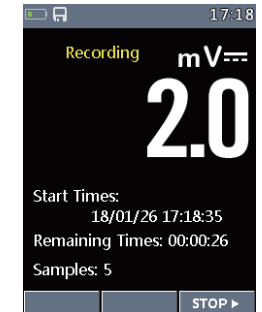 17:18
Recording
mV
2.0
Start Times:
18/01/26 17:18:35
Remaining Times: 00:00:26
Samples: 5
STOP ▶